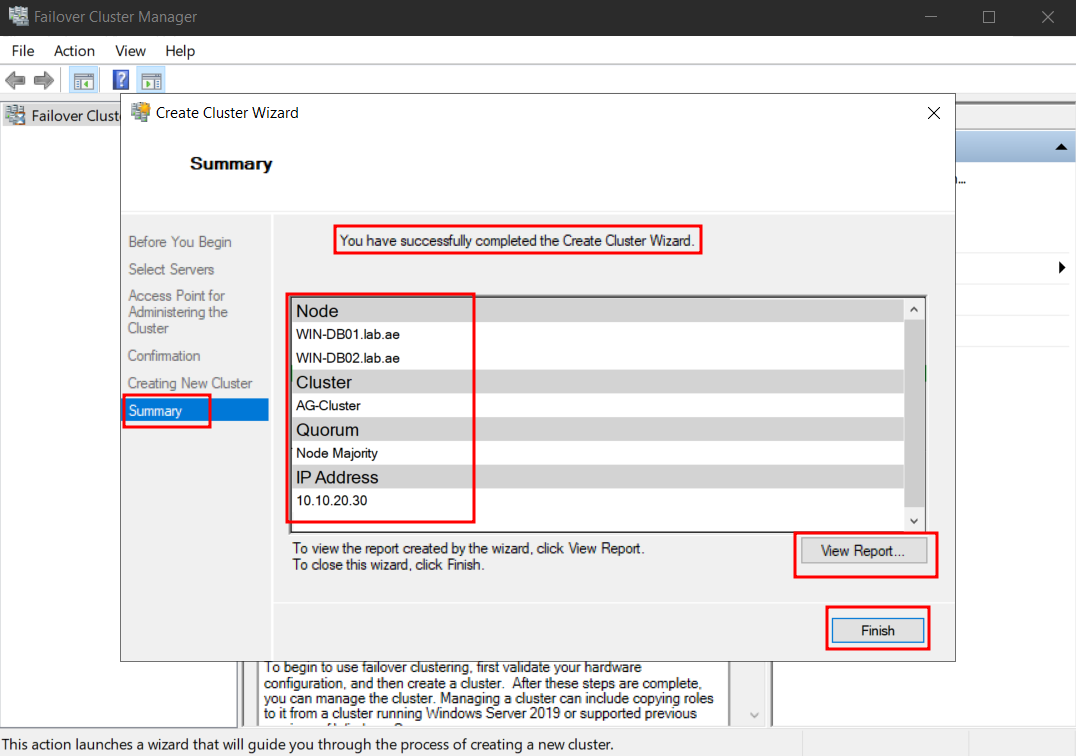 Failover Cluster Manager
File Action View Help
Failover Clust
Create Cluster Wizard
Summary
Before You Begin
Select Servers
Access Point for
Administering the
Cluster
Confirmation
Creating New Cluster
Summary
You have successfully completed the Create Cluster Wizard.
Node
WIN-DB01.lab.ae
WIN-DB02.lab.ae
Cluster
AG-Cluster
Quorum
Node Majority
IP Address
10.10.20.30
To view the report created by the wizard, click View Report.
To close this wizard, click Finish.
View Report...
Finish
To begin to use failover clustering, first validate your hardware
configuration, and then create a cluster. After these steps are complete,
you can manage the cluster. Managing a cluster can include copying roles
to it from a cluster running Windows Server 2019 or supported previous
This action launches a wizard that will guide you through the process of creating a new cluster.